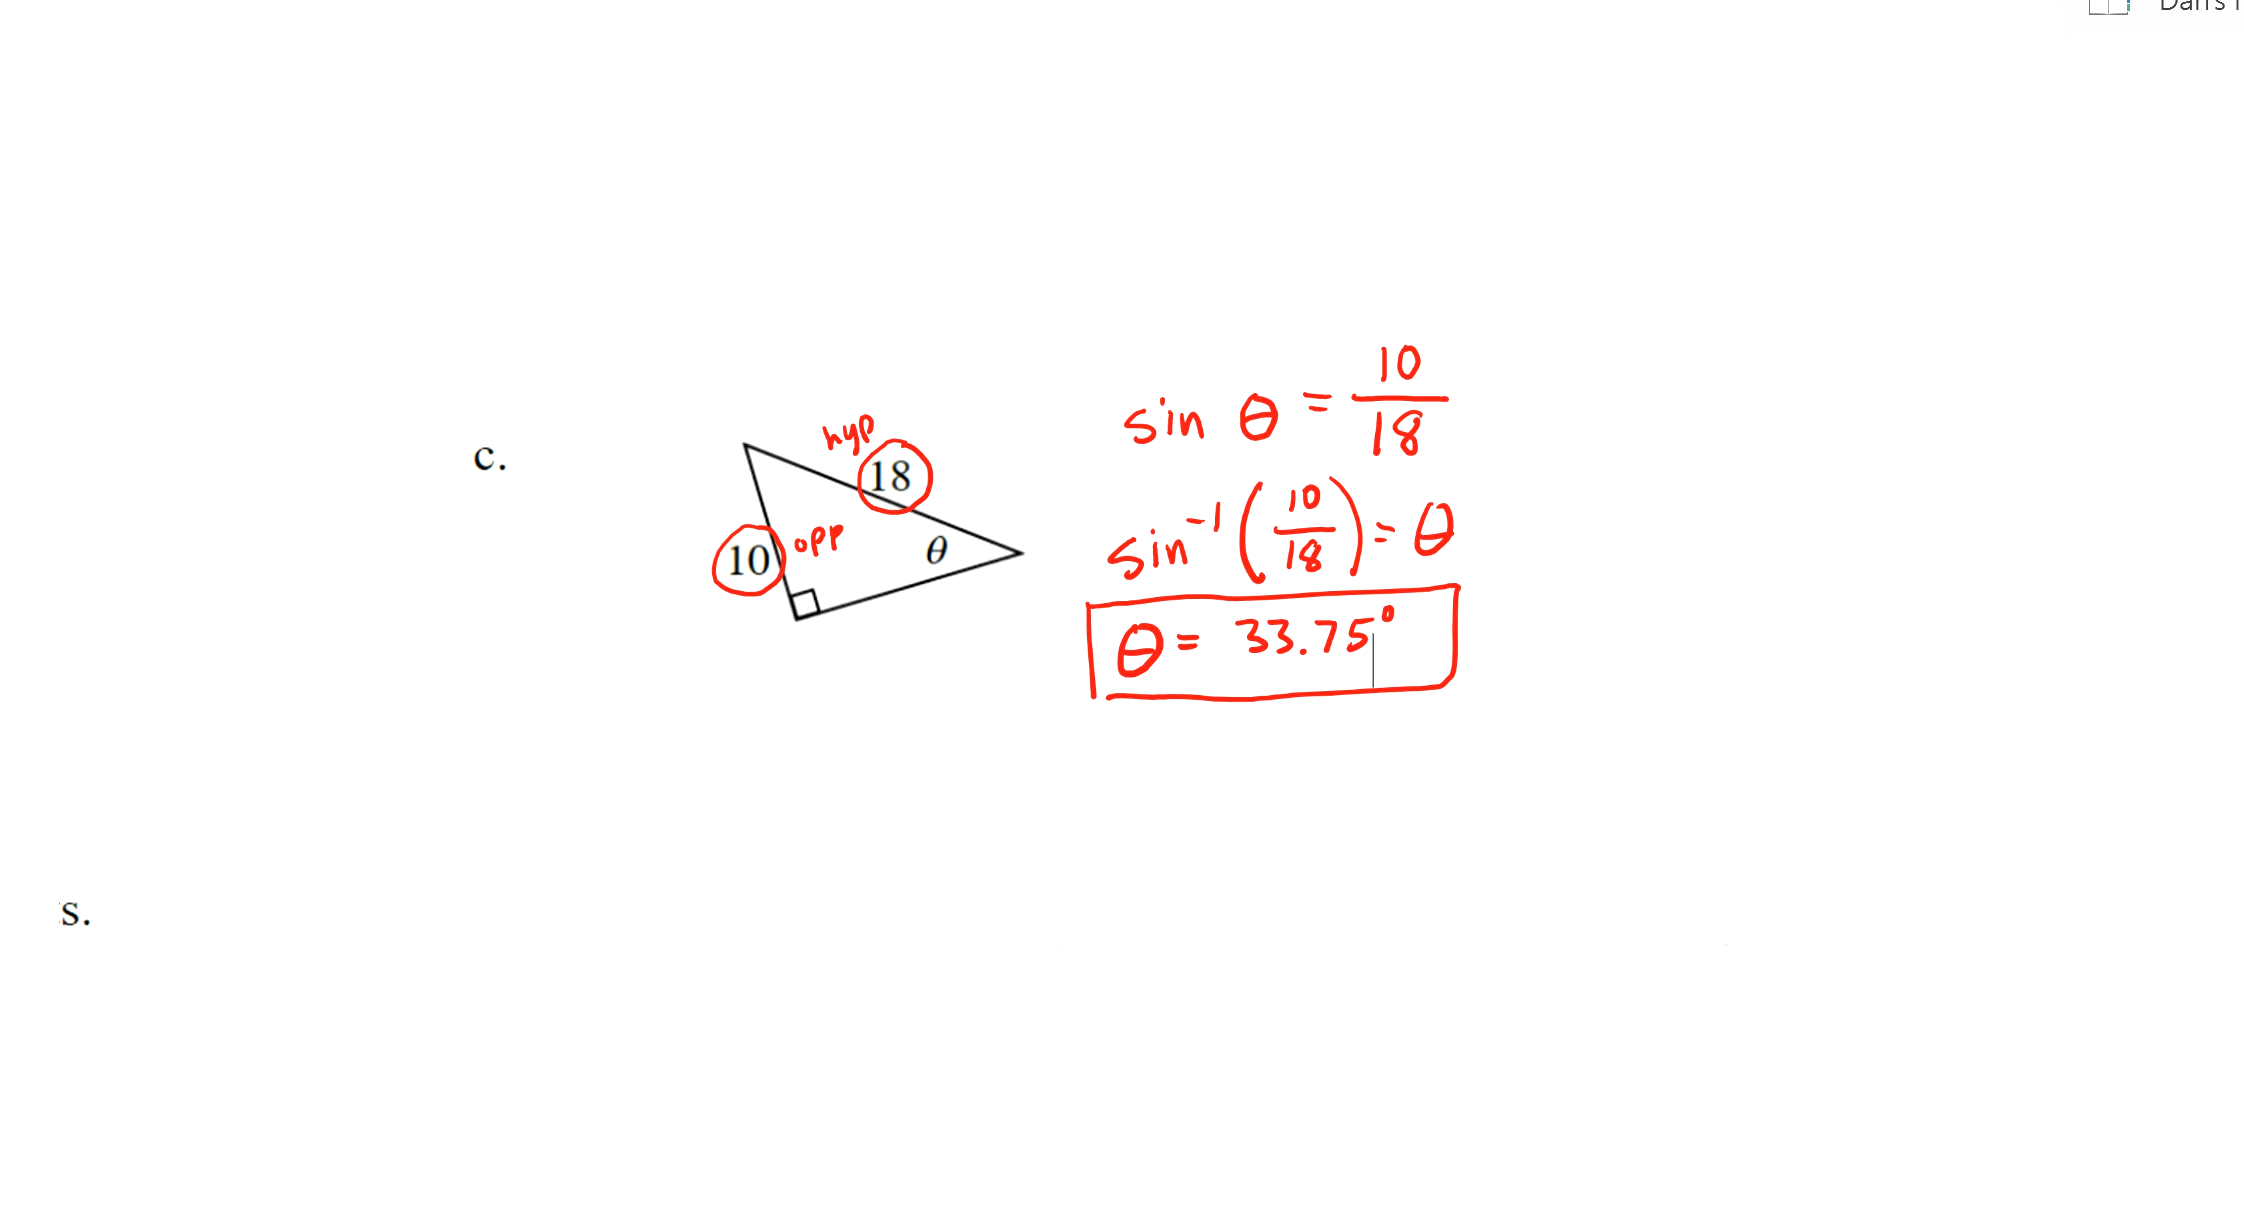 c.
hyp
18
10
opp
θ
sin θ = 10/18
sin⁻¹(10/18) = θ
θ = 33.75°
s.